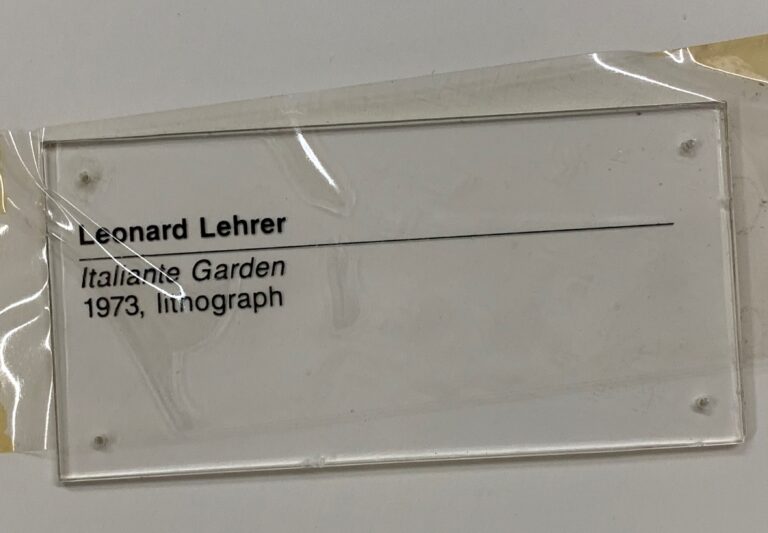 Leonard Lehrer
Italiante Garden
1973, lithograph